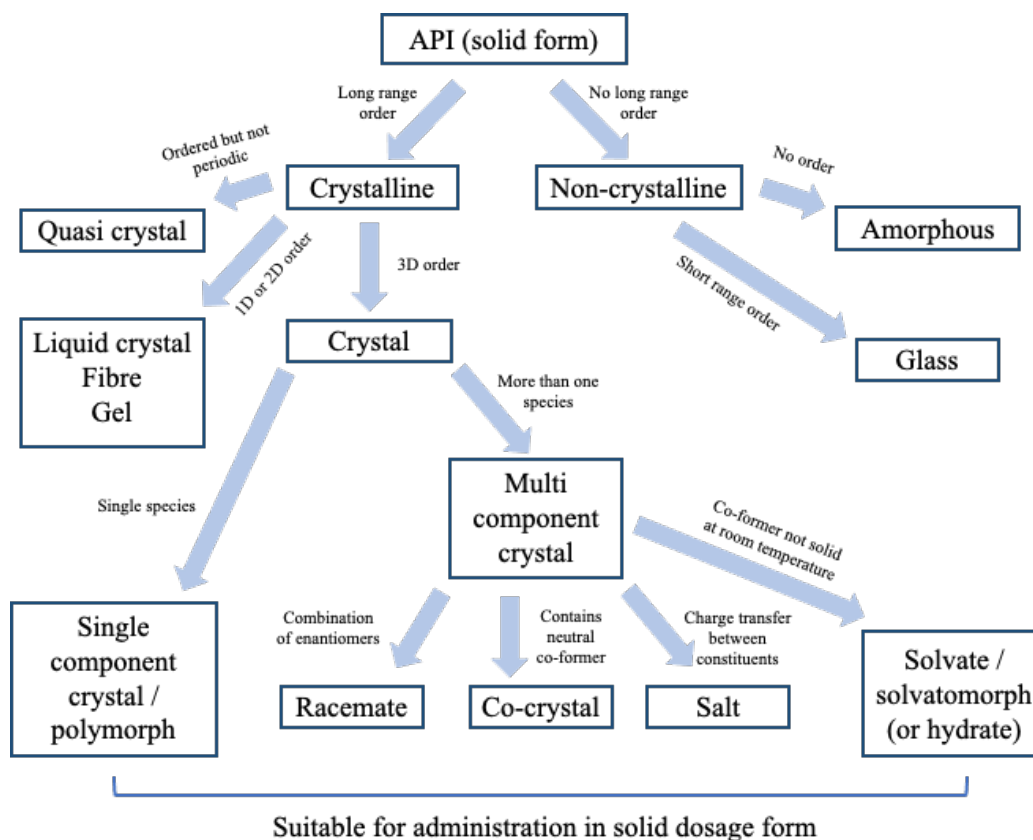 API (solid form)
Long range
order
No long range
order
Ordered but not
periodic
No order
Crystalline
Non-crystalline
Quasi crystal
Amorphous
1D or 2D order
3D order
Short range order
Liquid crystal
Fibre
Gel
Crystal
Glass
More than one
species
Single species
Multi
component
crystal
Co-former not solid
at room temperature
Single
component
crystal /
polymorph
Combination
of enantiomers
Contains
neutral
co-former
Charge transfer
between
constituents
Racemate
Co-crystal
Salt
Solvate /
solvatomorph
(or hydrate)
Suitable for administration in solid dosage form